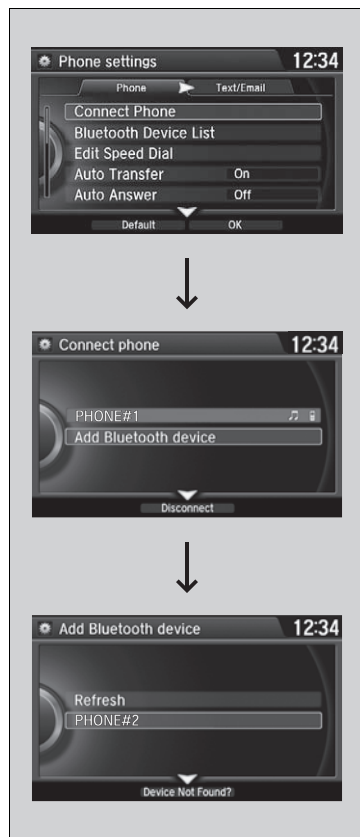 Phone settings 12:34
Phone Text/Email
Connect Phone
Bluetooth Device List
Edit Speed Dial
Auto Transfer On
Auto Answer Off
Default OK
Connect phone 12:34
PHONE#1
Add Bluetooth device
Disconnect
Add Bluetooth device 12:34
Refresh
PHONE#2
Device Not Found?